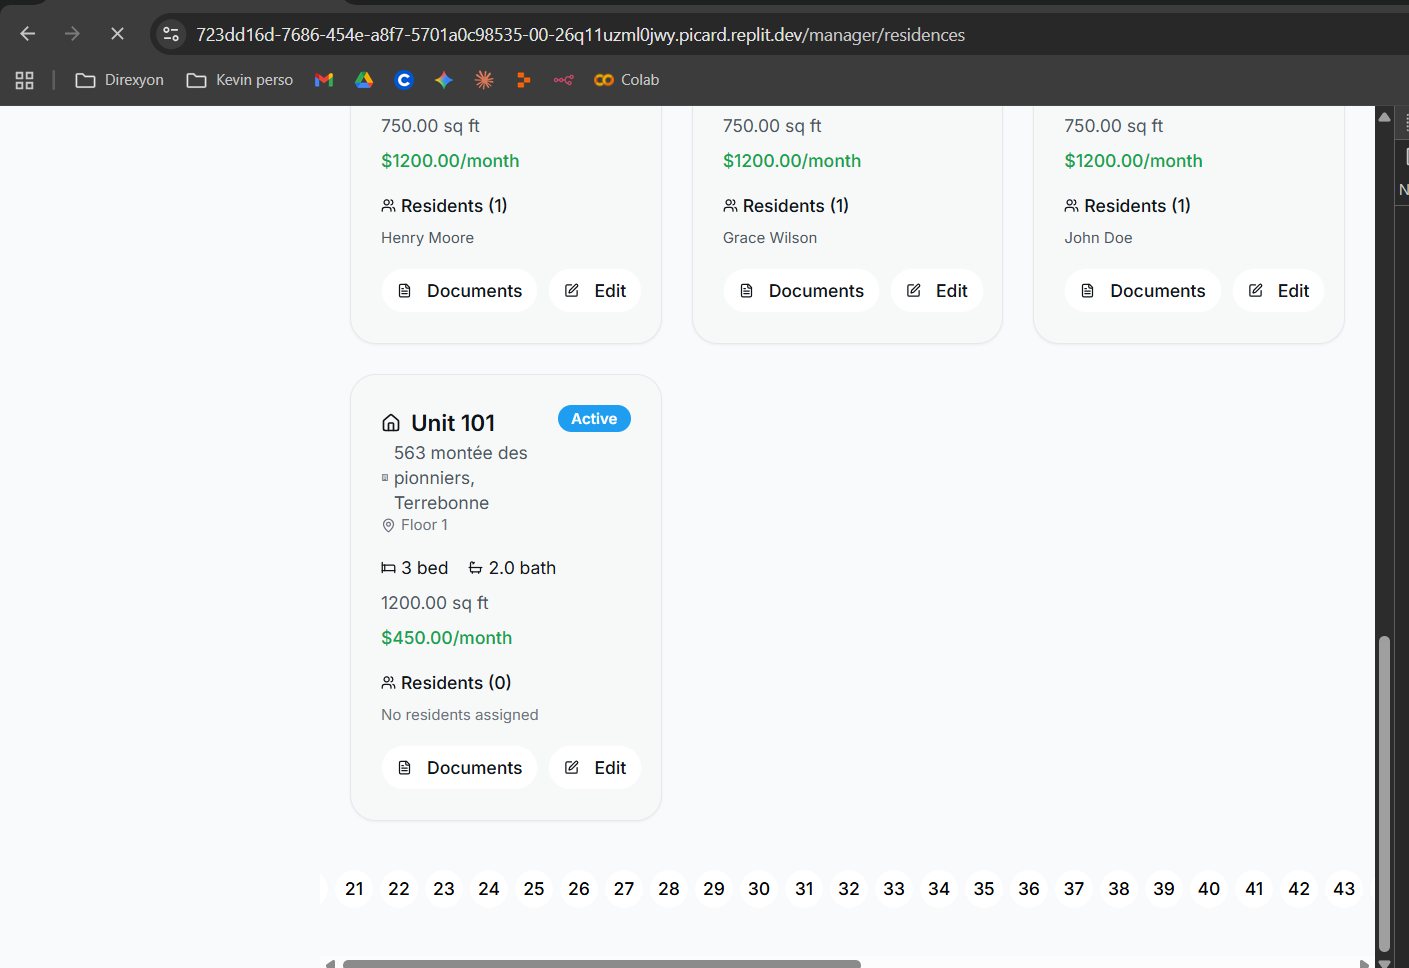 723dd16d-7686-454e-a8f7-5701a0c98535-00-26q11uzml0jwy.picard.replit.dev/manager/residences
Direxyon Kevin perso Colab
750.00 sq ft
$1200.00/month
Residents (1)
Henry Moore
Documents Edit
750.00 sq ft
$1200.00/month
Residents (1)
Grace Wilson
Documents Edit
750.00 sq ft
$1200.00/month
Residents (1)
John Doe
Documents Edit
Unit 101 Active
563 montée des
pionniers,
Terrebonne
Floor 1
3 bed 2.0 bath
1200.00 sq ft
$450.00/month
Residents (0)
No residents assigned
Documents Edit
21 22 23 24 25 26 27 28 29 30 31 32 33 34 35 36 37 38 39 40 41 42 43